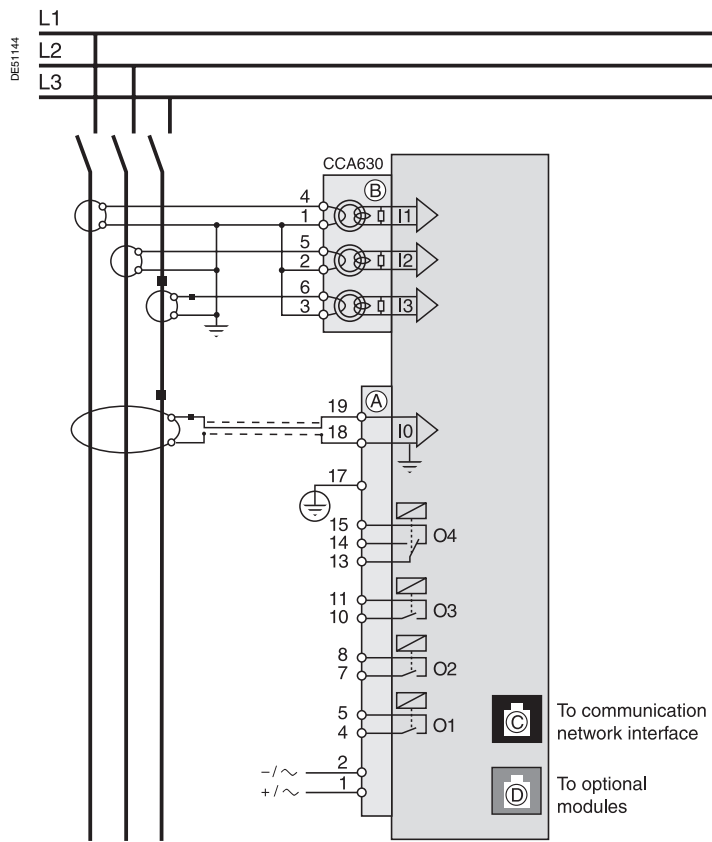 DE51144
L1
L2
L3
CCA630
B
4
1
I1
5
2
I2
6
3
I3
A
19
18
I0
17
15
14
13
O4
11
10
O3
8
7
O2
5
4
O1
C
To communication
network interface
2
-/~
1
+/~
D
To optional
modules